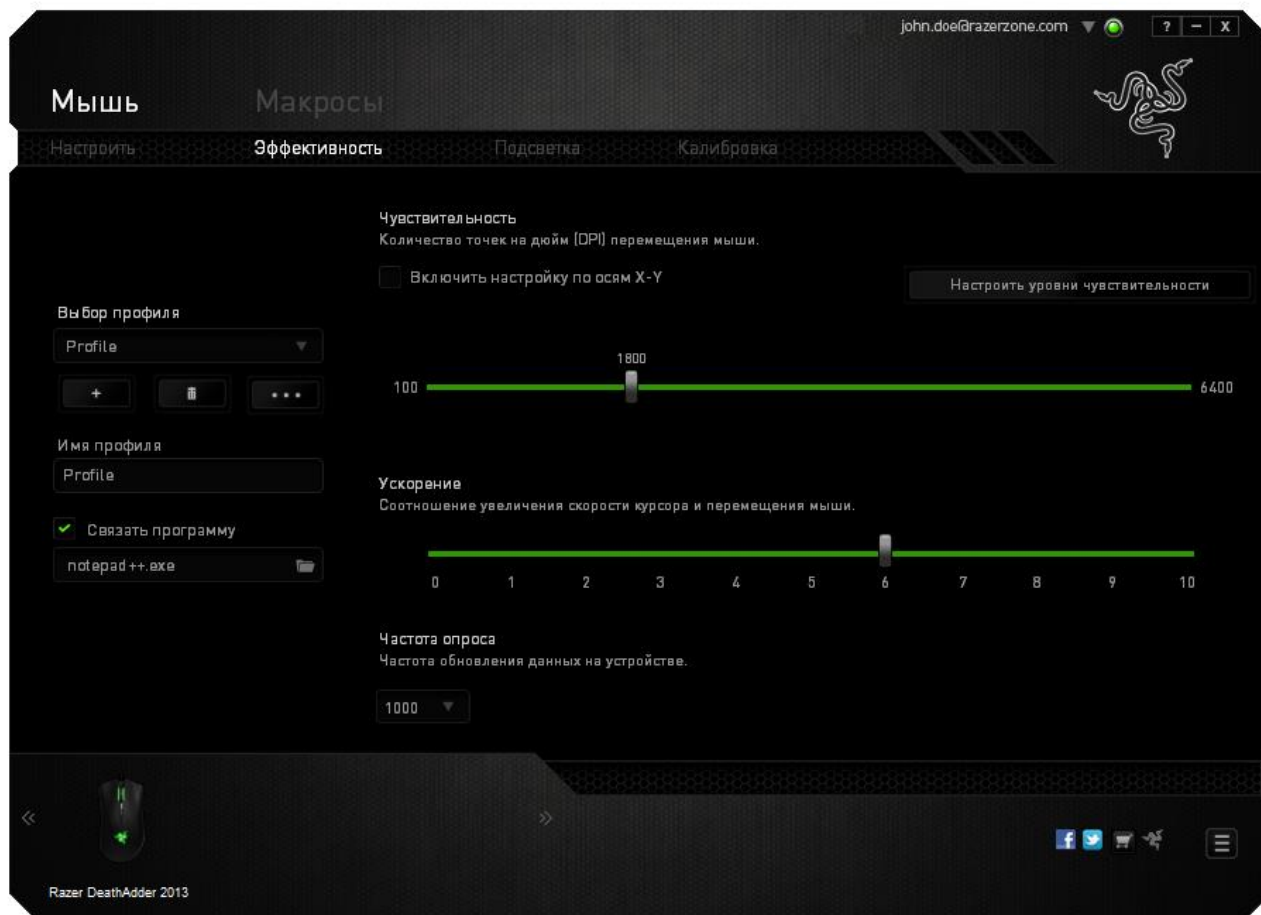 john.doe@razerzone.com
? – X
Мышь Макросы
Настроить Эффективность Подсветка Калибровка
Чувствительность
Количество точек на дюйм (DPI) перемещения мыши.
Включить настройку по осям X-Y
Настроить уровни чувствительности
Выбор профиля
Profile
1800
100 6400
+ •••
Имя профиля
Profile
Ускорение
Соотношение увеличения скорости курсора и перемещения мыши.
Связать программу
notepad++.exe
0 1 2 3 4 5 6 7 8 9 10
Частота опроса
Частота обновления данных на устройстве.
1000
Razer DeathAdder 2013